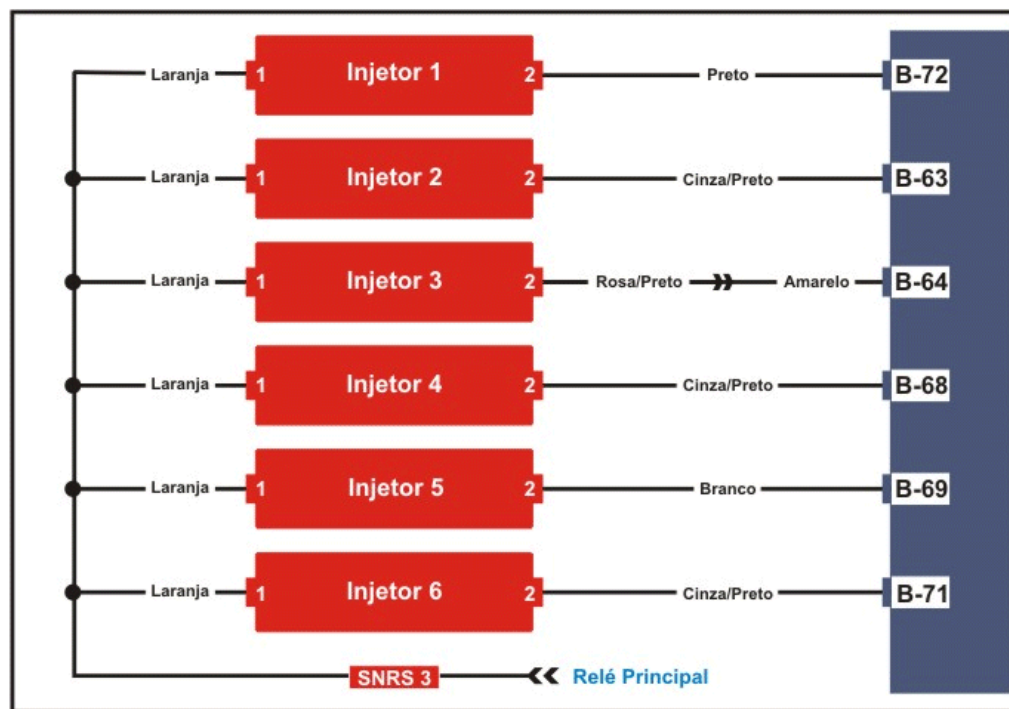 Laranja 1 Injetor 1 2 Preto B-72
Laranja 1 Injetor 2 2 Cinza/Preto B-63
Laranja 1 Injetor 3 2 Rosa/Preto Amarelo B-64
Laranja 1 Injetor 4 2 Cinza/Preto B-68
Laranja 1 Injetor 5 2 Branco B-69
Laranja 1 Injetor 6 2 Cinza/Preto B-71
SNRS 3 Relé Principal